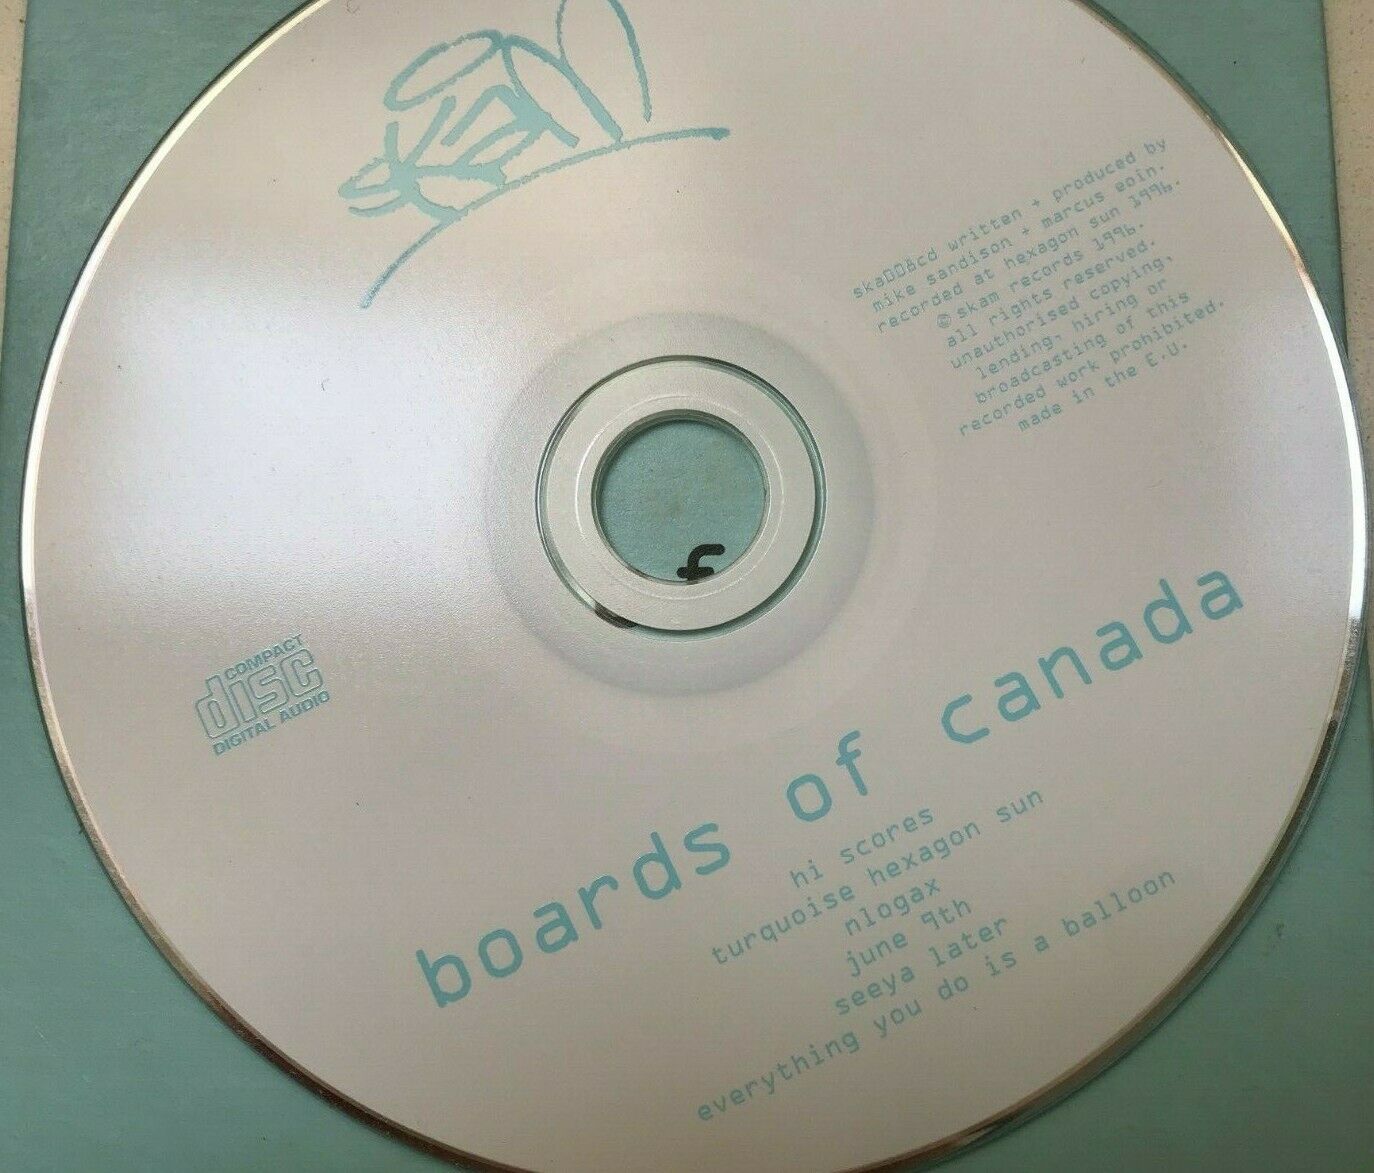 skam
ska008cd written + produced by
mike sandison + marcus eoin.
recorded at hexagon sun 1996.
© skam records 1996.
all rights reserved.
unauthorised copying,
lending, hiring or
broadcasting of this
recorded work prohibited.
made in the E.U.
f
COMPACT
disc
DIGITAL AUDIO
boards of canada
hi scores
turquoise hexagon sun
nlogax
june 9th
seeya later
everything you do is a balloon